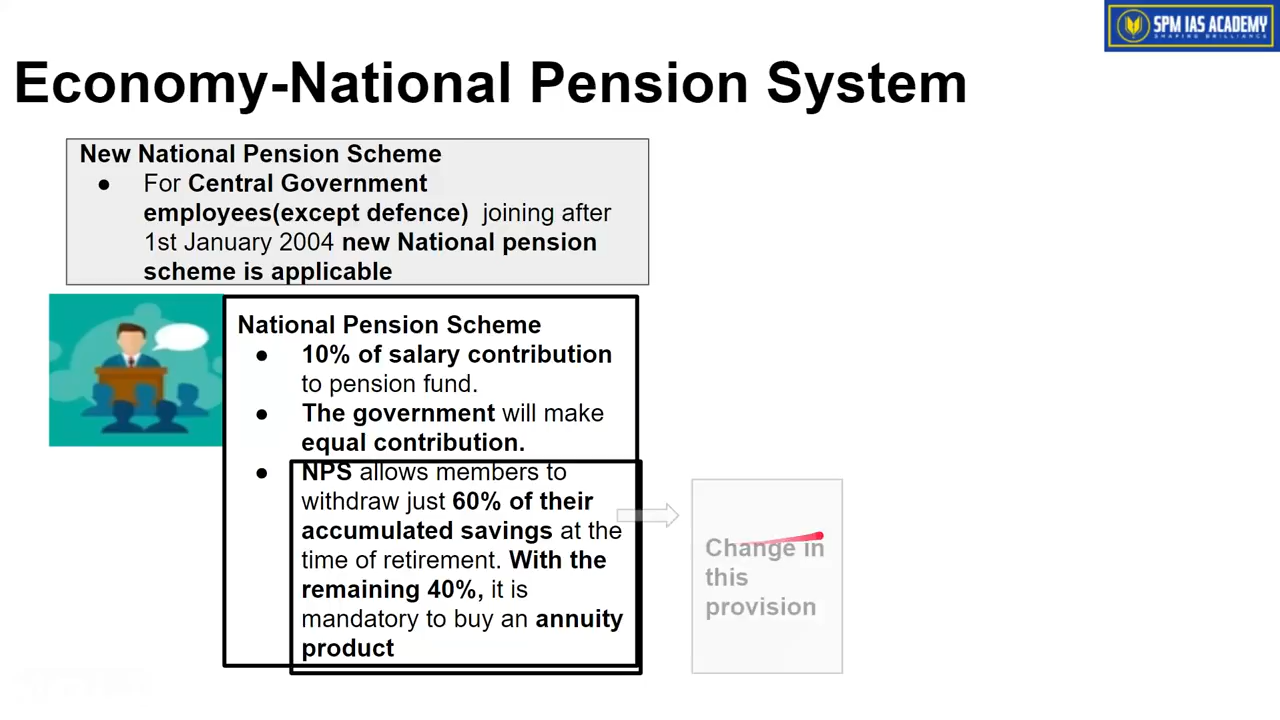 SPM IAS ACADEMY
SHAPING BRILLIANCE
Economy-National Pension System
New National Pension Scheme
● For Central Government
employees(except defence) joining after
1st January 2004 new National pension
scheme is applicable
National Pension Scheme
● 10% of salary contribution
to pension fund.
● The government will make
equal contribution.
● NPS allows members to
withdraw just 60% of their
accumulated savings at the
time of retirement. With the
remaining 40%, it is
mandatory to buy an annuity
product
Change in
this
provision